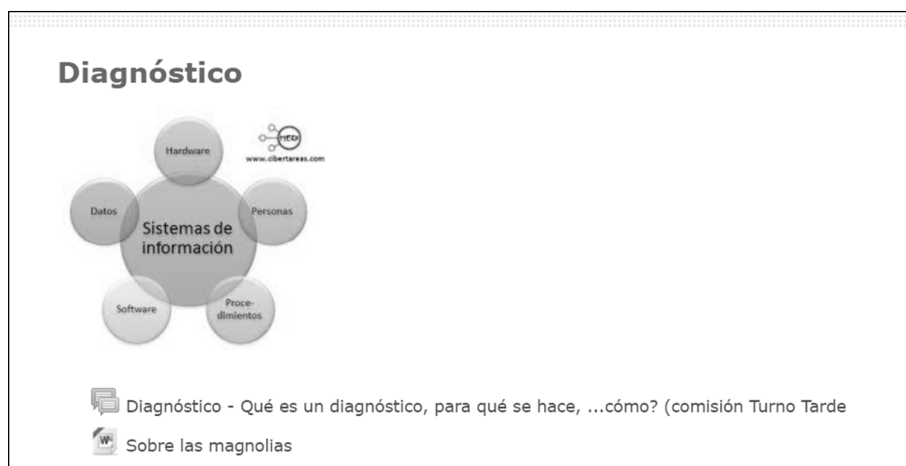 Diagnóstico
Hardware
www.cibertareas.com
Datos
Personas
Sistemas de
información
Software
Proce-
dimientos
Diagnóstico - Qué es un diagnóstico, para qué se hace, ...cómo? (comisión Turno Tarde
Sobre las magnolias